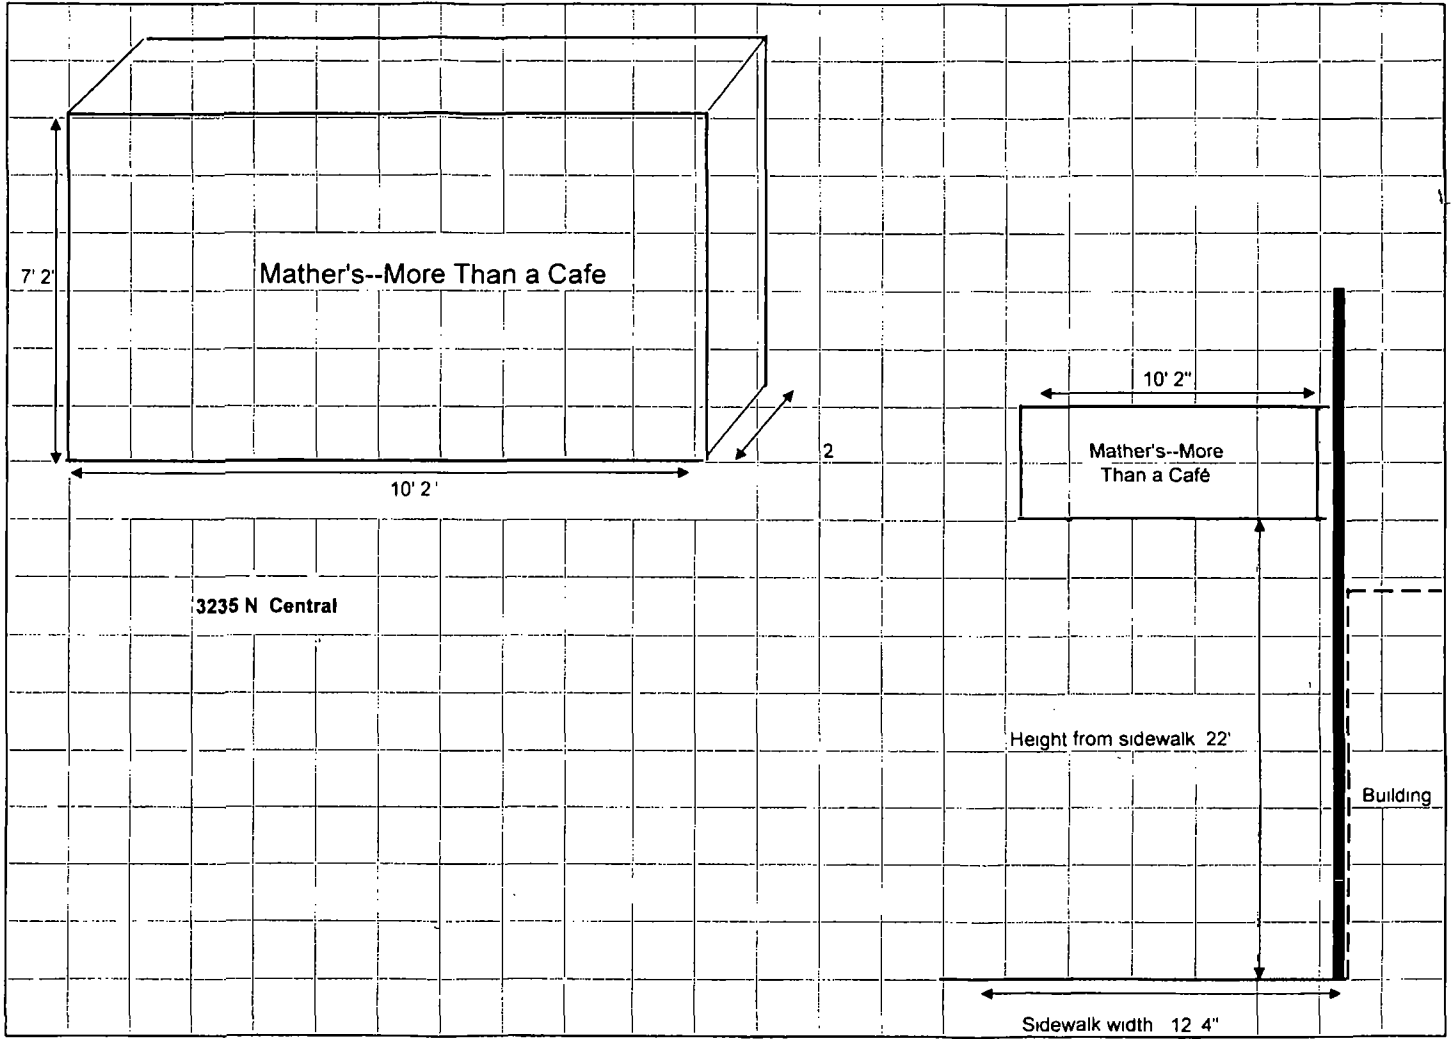 7' 2'
Mather's--More Than a Cafe
10' 2'
2
3235 N Central
10' 2"
Mather's--More
Than a Café
Height from sidewalk 22'
Building
Sidewalk width 12 4"